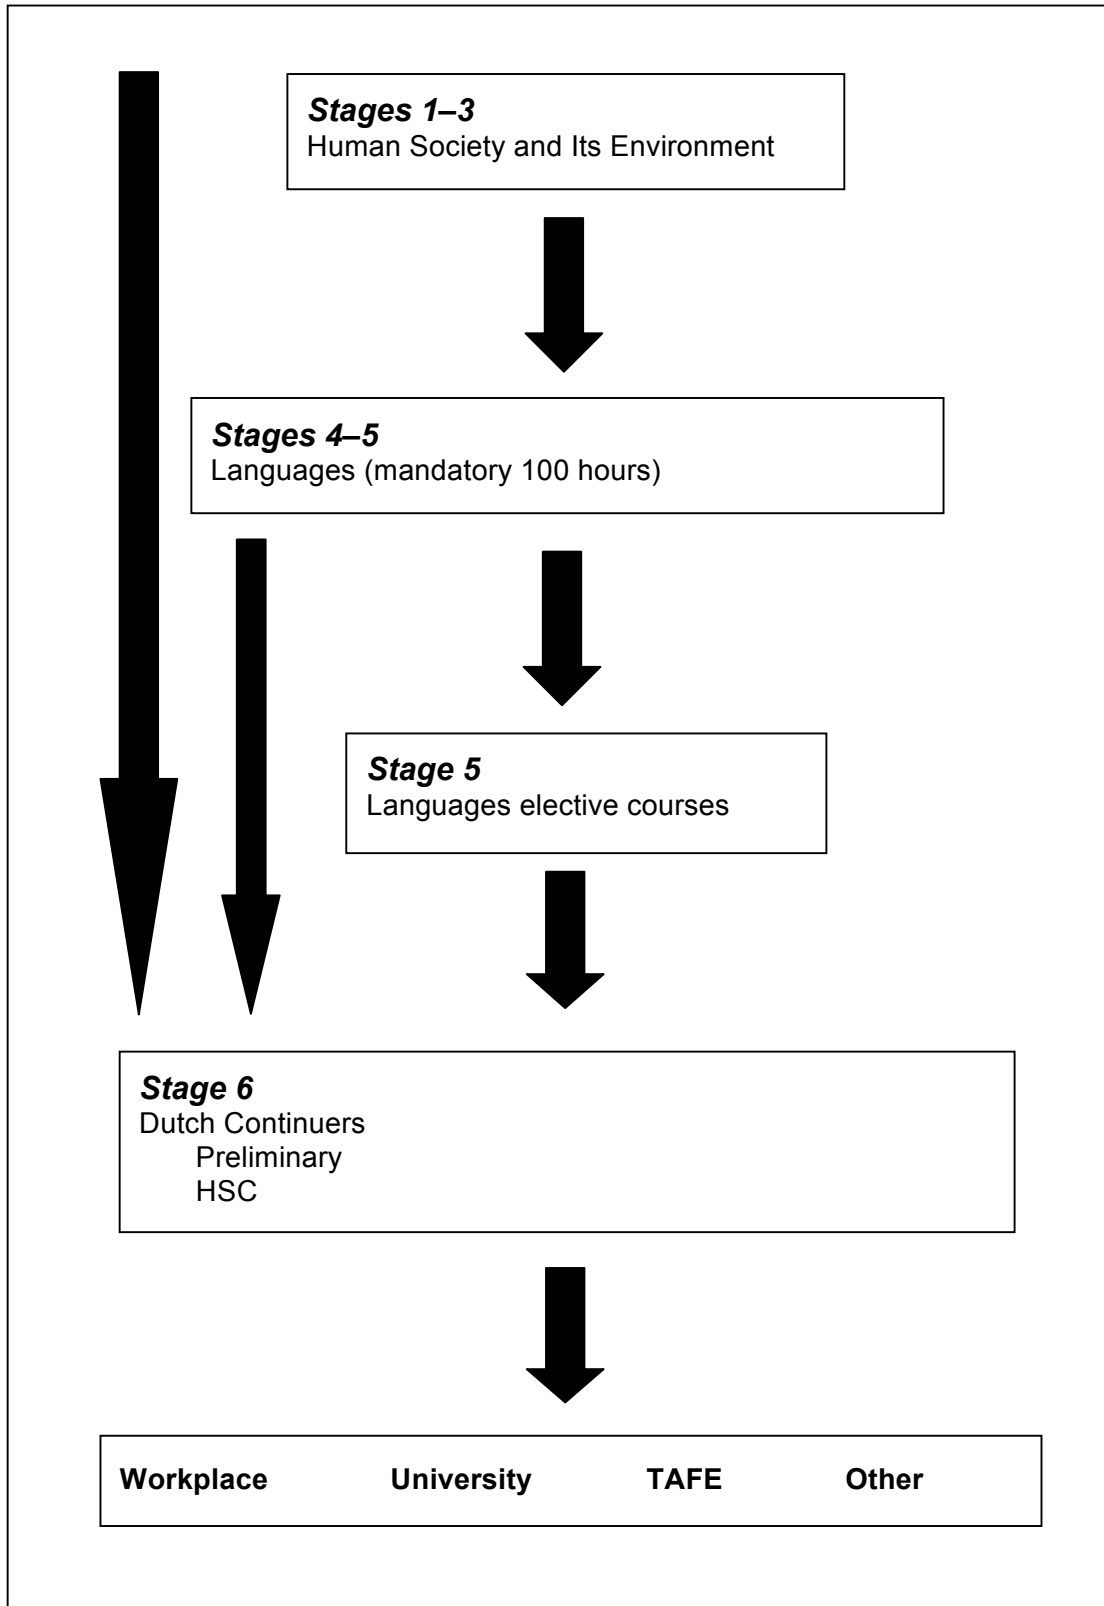 Stages 1–3
Human Society and Its Environment
Stages 4–5
Languages (mandatory 100 hours)
Stage 5
Languages elective courses
Stage 6
Dutch Continuers
Preliminary
HSC
Workplace University TAFE Other